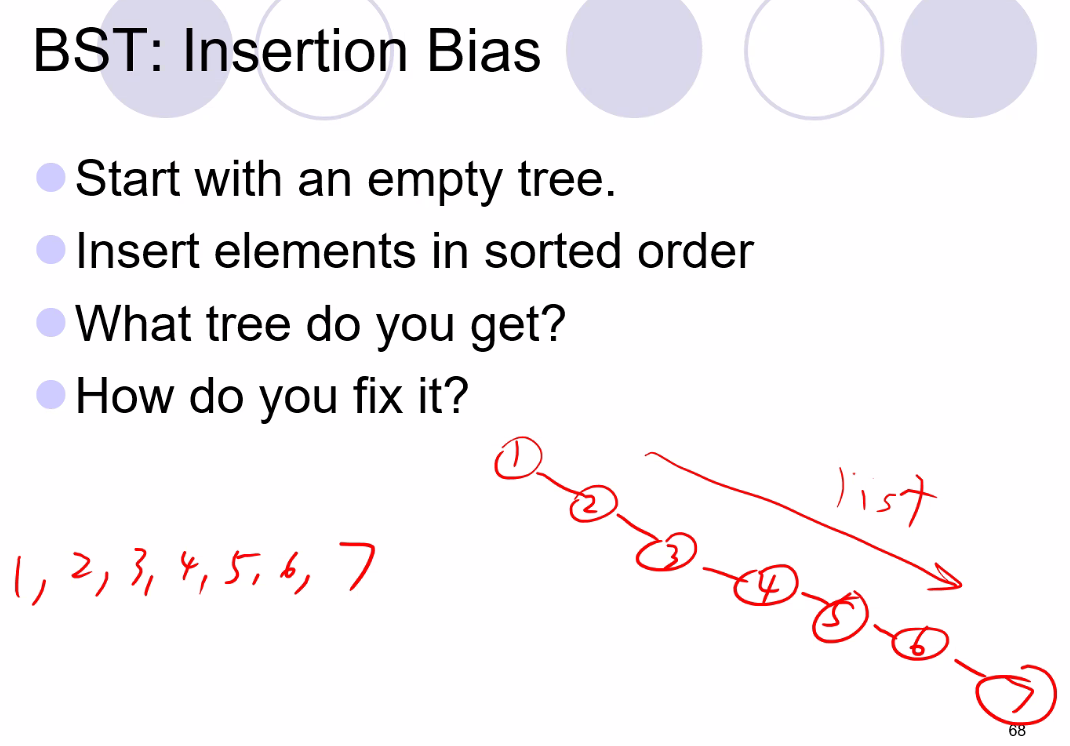 BST: Insertion Bias
Start with an empty tree.
Insert elements in sorted order
What tree do you get?
How do you fix it?
1
2
list
3
1, 2, 3, 4, 5, 6, 7
4
5
6
7
68